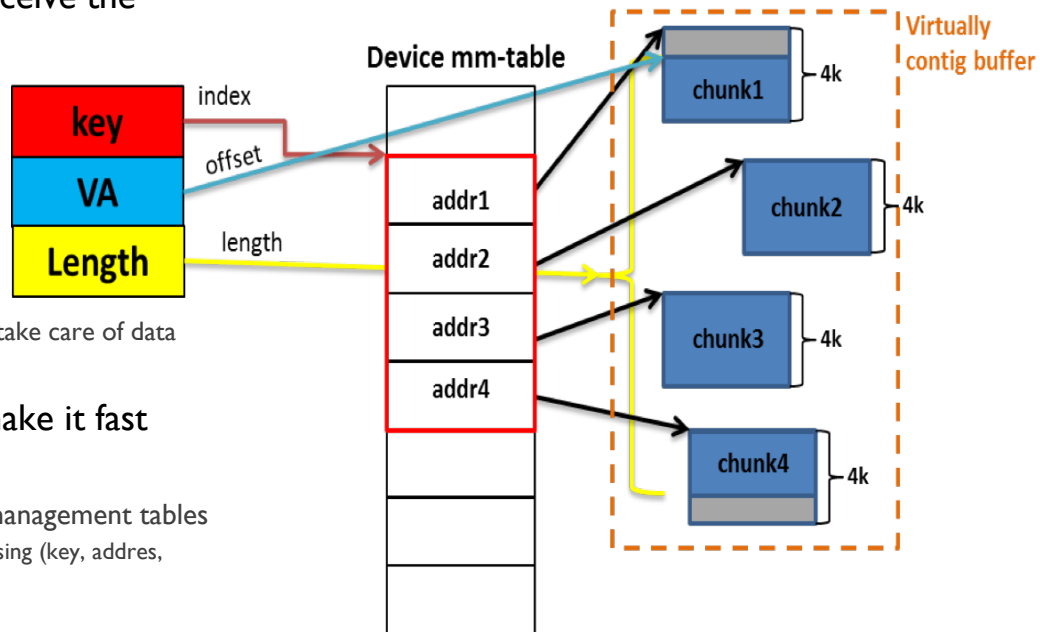 ceive the
Device mm-table
Virtually
contig buffer
key
index
VA
offset
Length
length
addr1
addr2
addr3
addr4
chunk1
4k
chunk2
4k
chunk3
4k
chunk4
4k
take care of data
ake it fast
nanagement tables
sing (key, addres,